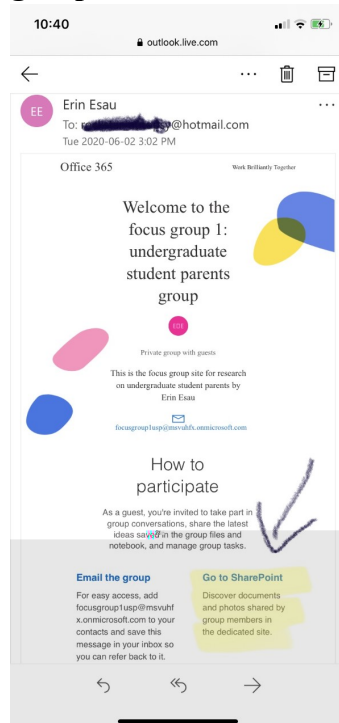 10:40
outlook.live.com
EE
Erin Esau
To: @hotmail.com
Tue 2020-06-02 3:02 PM
Office 365
Work Brilliantly Together
Welcome to the
focus group 1:
undergraduate
student parents
group
Private group with guests
This is the focus group site for research
on undergraduate student parents by
Erin Esau
focusgroup1usp@msvuhfx.onmicrosoft.com
How to
participate
As a guest, you're invited to take part in
group conversations, share the latest
ideas saved in the group files and
notebook, and manage group tasks.
Email the group
For easy access, add
focusgroup1usp@msvuhf
x.onmicrosoft.com to your
contacts and save this
message in your inbox so
you can refer back to it.
Go to SharePoint
Discover documents
and photos shared by
group members in
the dedicated site.